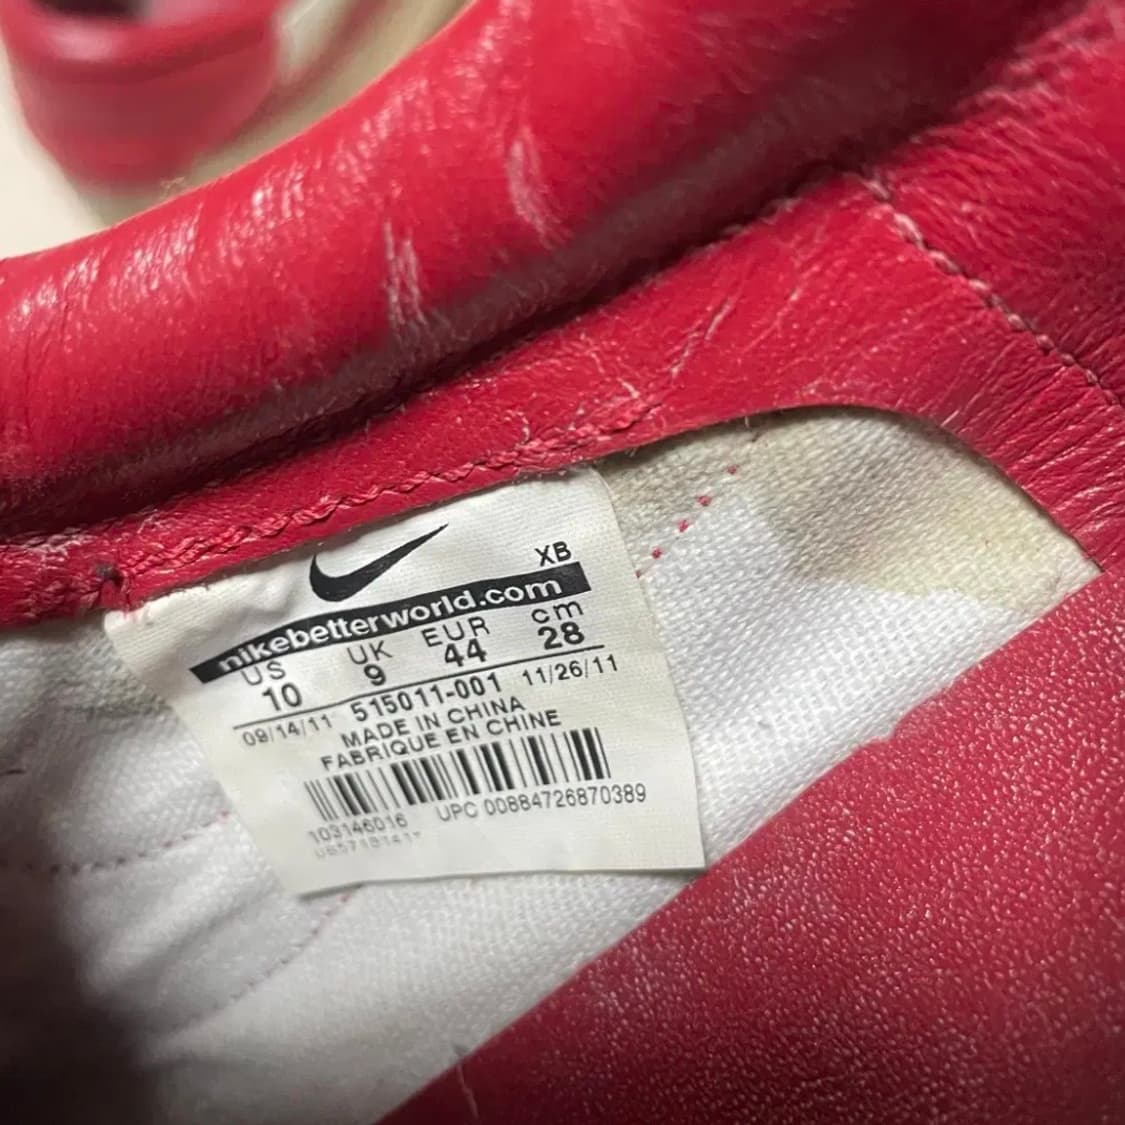 XB
nikebetterworld.com
US UK EUR cm
10 9 44 28
09/14/11 515011-001 11/26/11
MADE IN CHINA
FABRIQUE EN CHINE
103146016 UPC 00884726870389